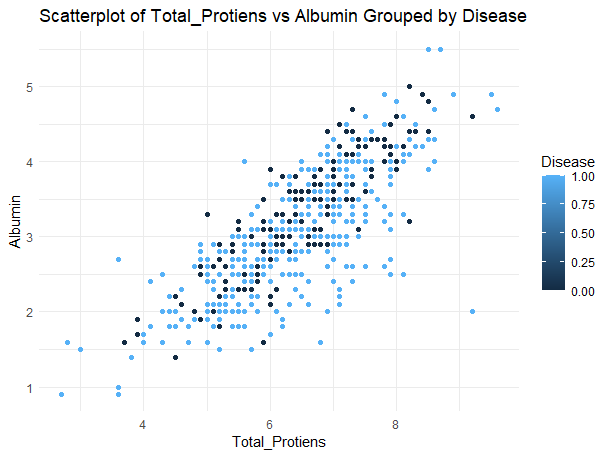 Scatterplot of Total_Protiens vs Albumin Grouped by Disease
Albumin
5
4
3
2
1
4 6 8
Total_Protiens
Disease
1.00
0.75
0.50
0.25
0.00